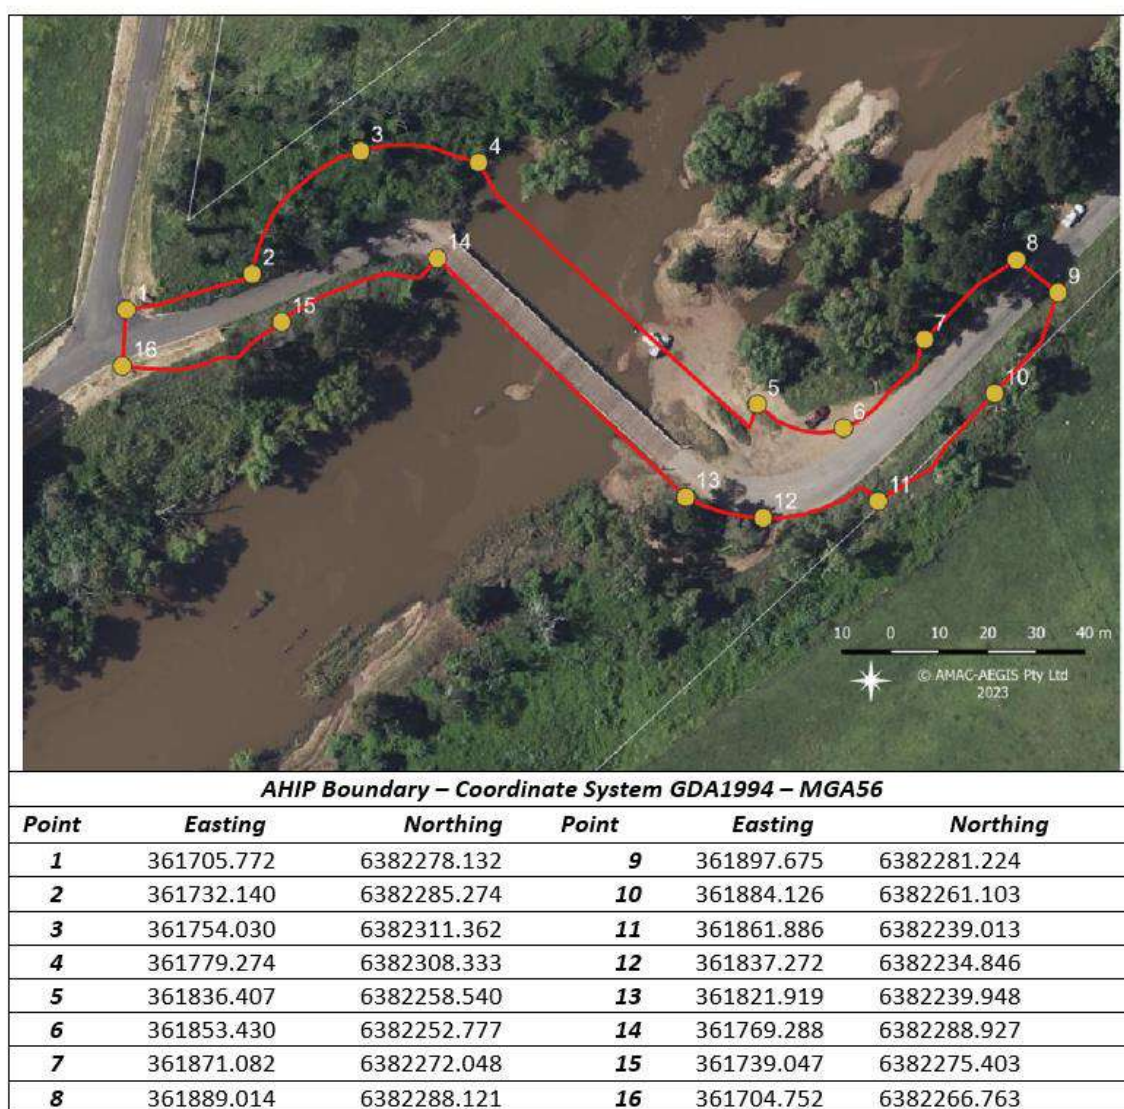 3
4
2
14
8
9
1
15
7
16
10
5
6
13
11
12
10 0 10 20 30 40 m
© AMAC-AEGIS Pty Ltd
2023
AHIP Boundary – Coordinate System GDA1994 – MGA56
Point Easting Northing Point Easting Northing
1 361705.772 6382278.132 9 361897.675 6382281.224
2 361732.140 6382285.274 10 361884.126 6382261.103
3 361754.030 6382311.362 11 361861.886 6382239.013
4 361779.274 6382308.333 12 361837.272 6382234.846
5 361836.407 6382258.540 13 361821.919 6382239.948
6 361853.430 6382252.777 14 361769.288 6382288.927
7 361871.082 6382272.048 15 361739.047 6382275.403
8 361889.014 6382288.121 16 361704.752 6382266.763